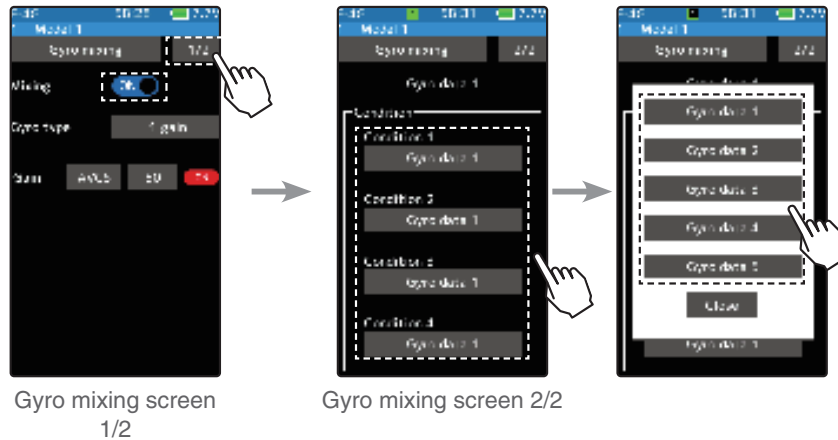 Model 1
Gyro mixing
1/2
Mixing
ON
Gyro type
1 gain
Gain
AVCS
Model 1
Gyro mixing
2/2
Gyro data 1
Condition
Condition 1
Gyro data 1
Condition 2
Gyro data 1
Condition 3
Gyro data 1
Condition 4
Gyro data 1
Model 1
Gyro mixing
2/2
Gyro data 1
Gyro data 2
Gyro data 3
Gyro data 4
Gyro data 5
Close
Gyro data 1
Gyro mixing screen
1/2
Gyro mixing screen 2/2